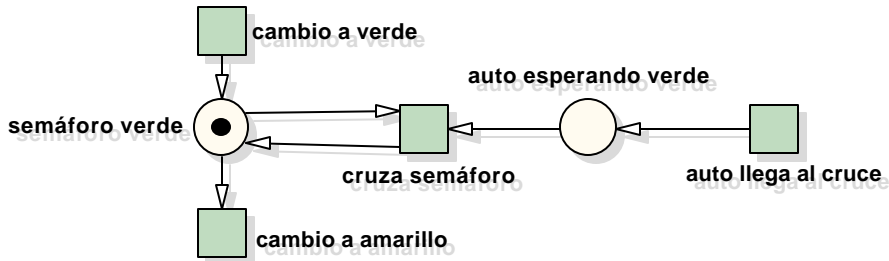 cambio a verde
auto esperando verde
semáforo verde
cruza semáforo
auto llega al cruce
cambio a amarillo